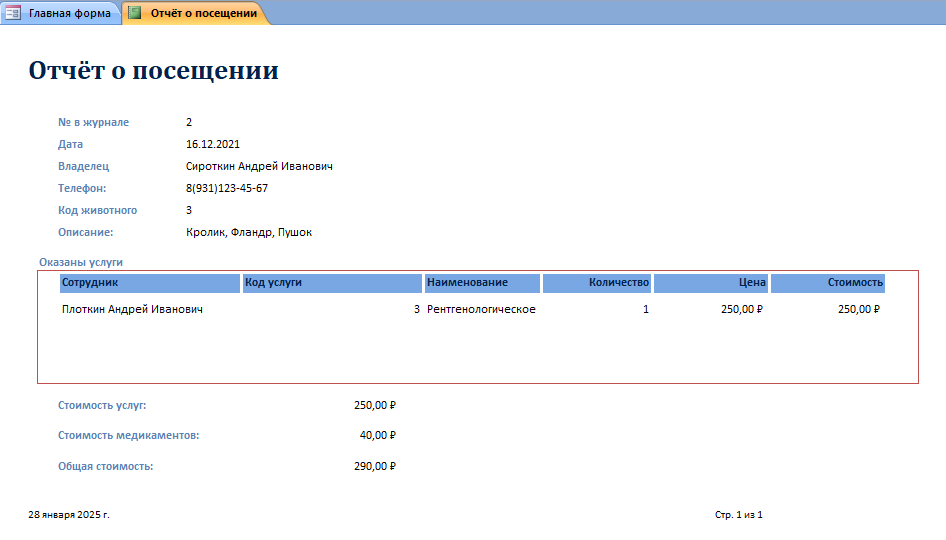 Главная форма Отчёт о посещении
Отчёт о посещении
№ в журнале 2
Дата 16.12.2021
Владелец Сироткин Андрей Иванович
Телефон: 8(931)123-45-67
Код животного 3
Описание: Кролик, Фландр, Пушок
Оказаны услуги
Сотрудник Код услуги Наименование Количество Цена Стоимость
Плоткин Андрей Иванович 3 Рентгенологическое 1 250,00 ₽ 250,00 ₽
Стоимость услуг: 250,00 ₽
Стоимость медикаментов: 40,00 ₽
Общая стоимость: 290,00 ₽
28 января 2025 г. Стр. 1 из 1